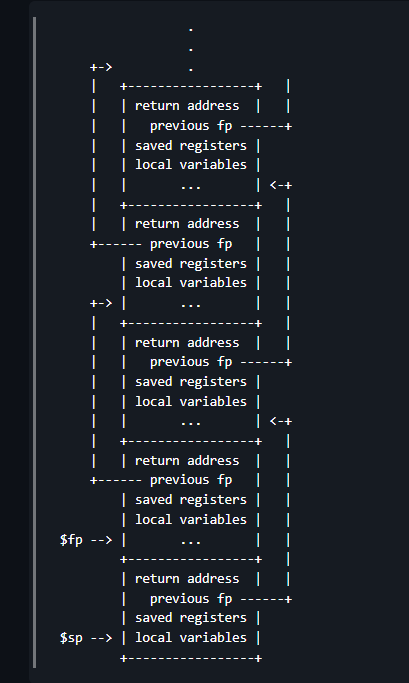 .
                   .
      +->          .
      |   +-----------------+   |
      |   | return address  |   |
      |   |   previous fp ------+
      |   | saved registers |
      |   | local variables |
      |   |       ...       | <-+
      |   +-----------------+   |
      |   | return address  |   |
      +------ previous fp   |   |
          | saved registers |   |
          | local variables |   |
      +-> |       ...       |   |
      |   +-----------------+   |
      |   | return address  |   |
      |   |   previous fp ------+
      |   | saved registers |
      |   | local variables |
      |   |       ...       | <-+
      |   +-----------------+   |
      |   | return address  |   |
      +------ previous fp   |   |
          | saved registers |   |
          | local variables |   |
  $fp --> |       ...       |   |
          +-----------------+   |
          | return address  |   |
          |   previous fp ------+
          | saved registers |
  $sp --> | local variables |
          +-----------------+